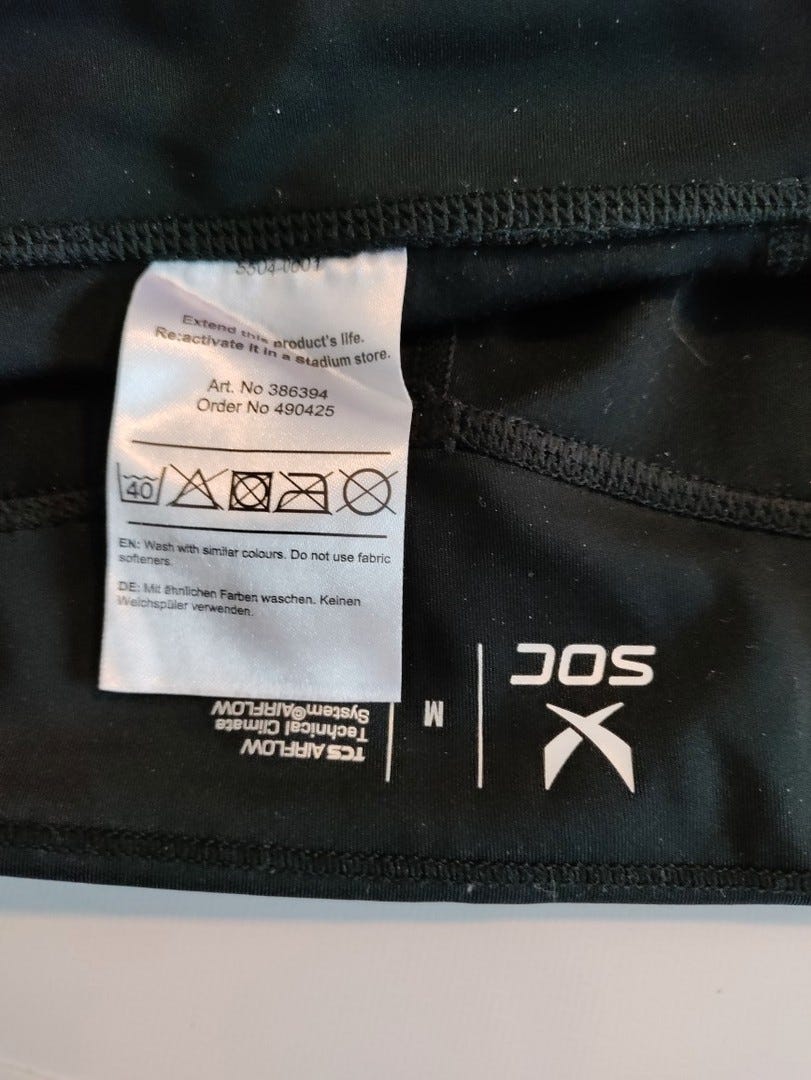 5504-0601
Extend this product's life.
Re:activate it in a stadium store.
Art. No 386394
Order No 490425
40
EN: Wash with similar colours. Do not use fabric
softeners.
DE: Mit ähnlichen Farben waschen. Keinen
Weichspüler verwenden.
SOC
M
TCS AIRFLOW
Technical Climate
System©AIRFLOW